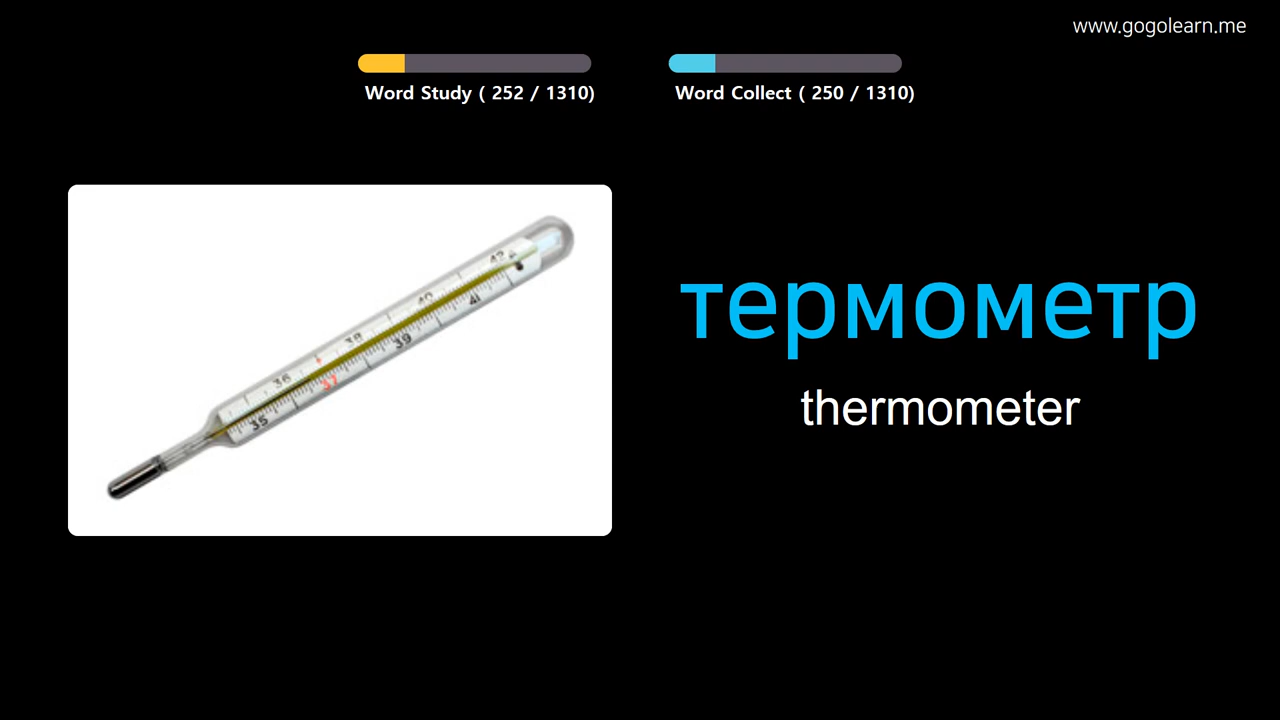 www.gogolearn.me
Word Study ( 252 / 1310)
Word Collect ( 250 / 1310)
42
40
41
38
39
36
37
35
термометр
thermometer